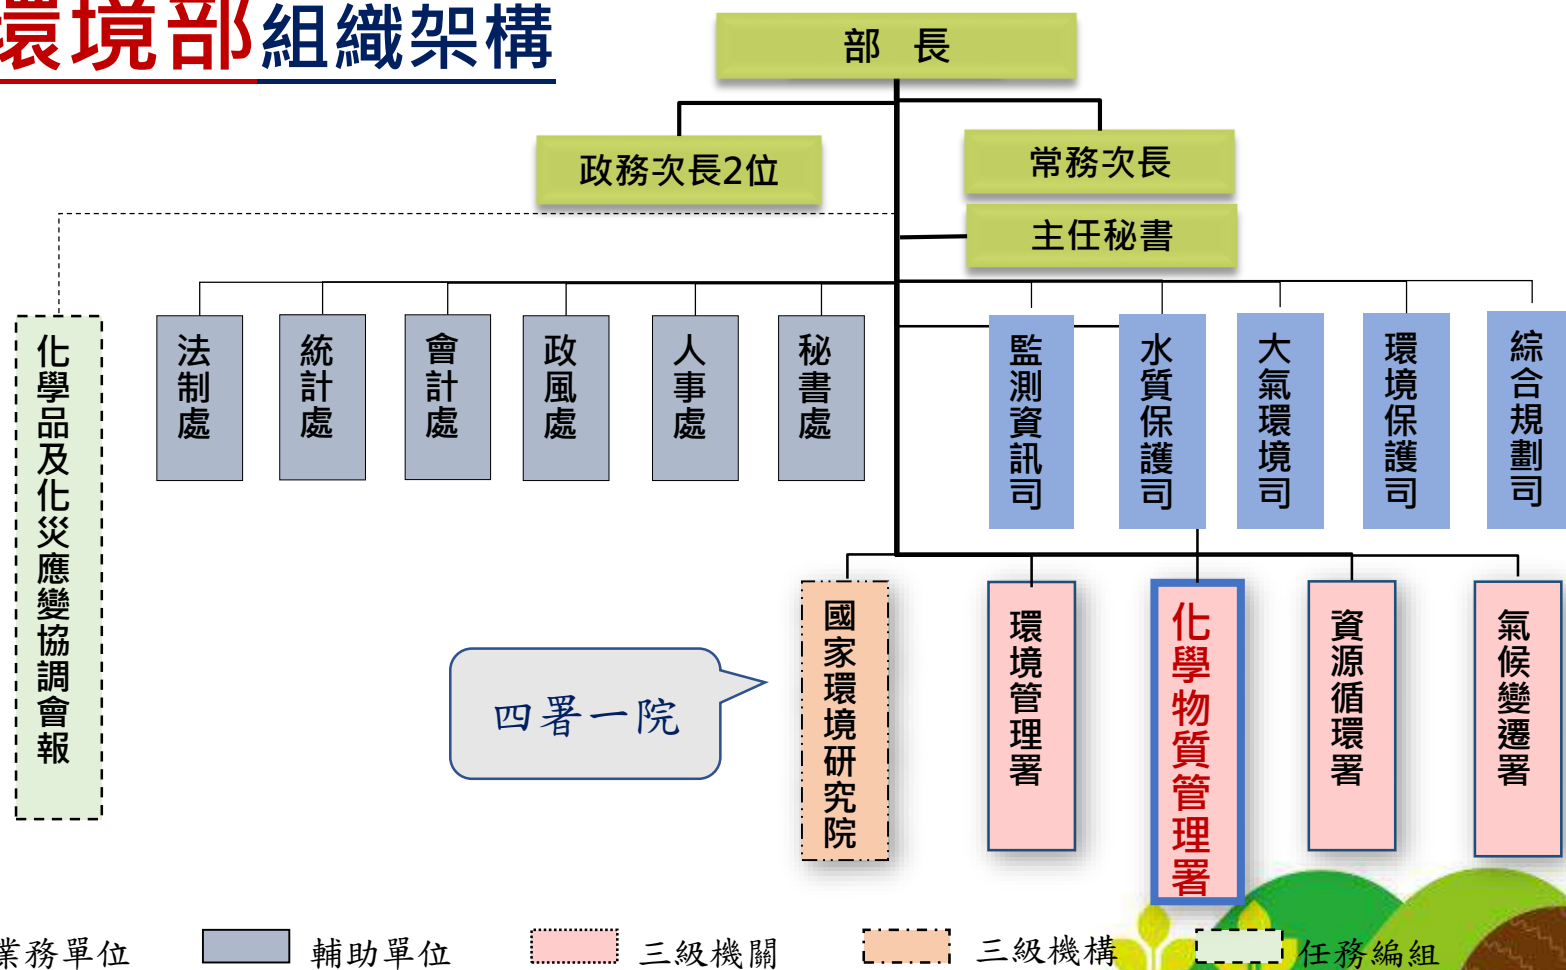 環境部組織架構
部 長
政務次長2位
常務次長
主任秘書
化學品及化災應變協調會報
法制處
統計處
會計處
政風處
人事處
秘書處
監測資訊司
水質保護司
大氣環境司
環境保護司
綜合規劃司
四署一院
國家環境研究院
環境管理署
化學物質管理署
資源循環署
氣候變遷署
業務單位
輔助單位
三級機關
三級機構
任務編組